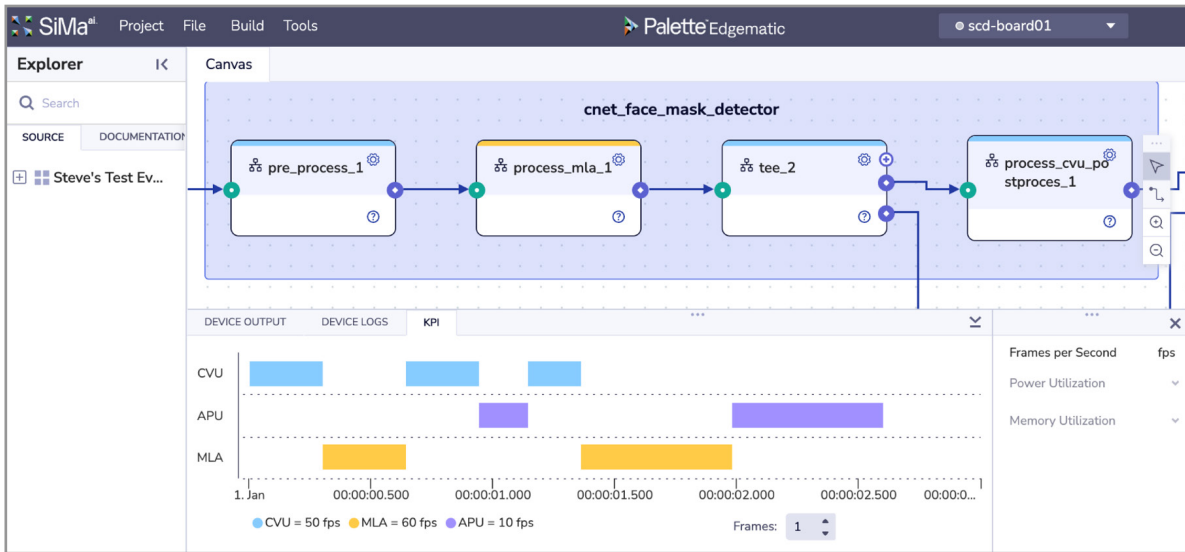 SiMa ai Project File Build Tools Palette Edgematic scd-board01
Explorer
Canvas
Search
SOURCE DOCUMENTATION
Steve's Test Ev...
cnet_face_mask_detector
pre_process_1
process_mla_1
tee_2
process_cvu_po
stproces_1
DEVICE OUTPUT DEVICE LOGS KPI
CVU
APU
MLA
1. Jan 00:00:00.500 00:00:01.000 00:00:01.500 00:00:02.000 00:00:02.500 00:00:0...
CVU = 50 fps MLA = 60 fps APU = 10 fps
Frames: 1
Frames per Second fps
Power Utilization
Memory Utilization